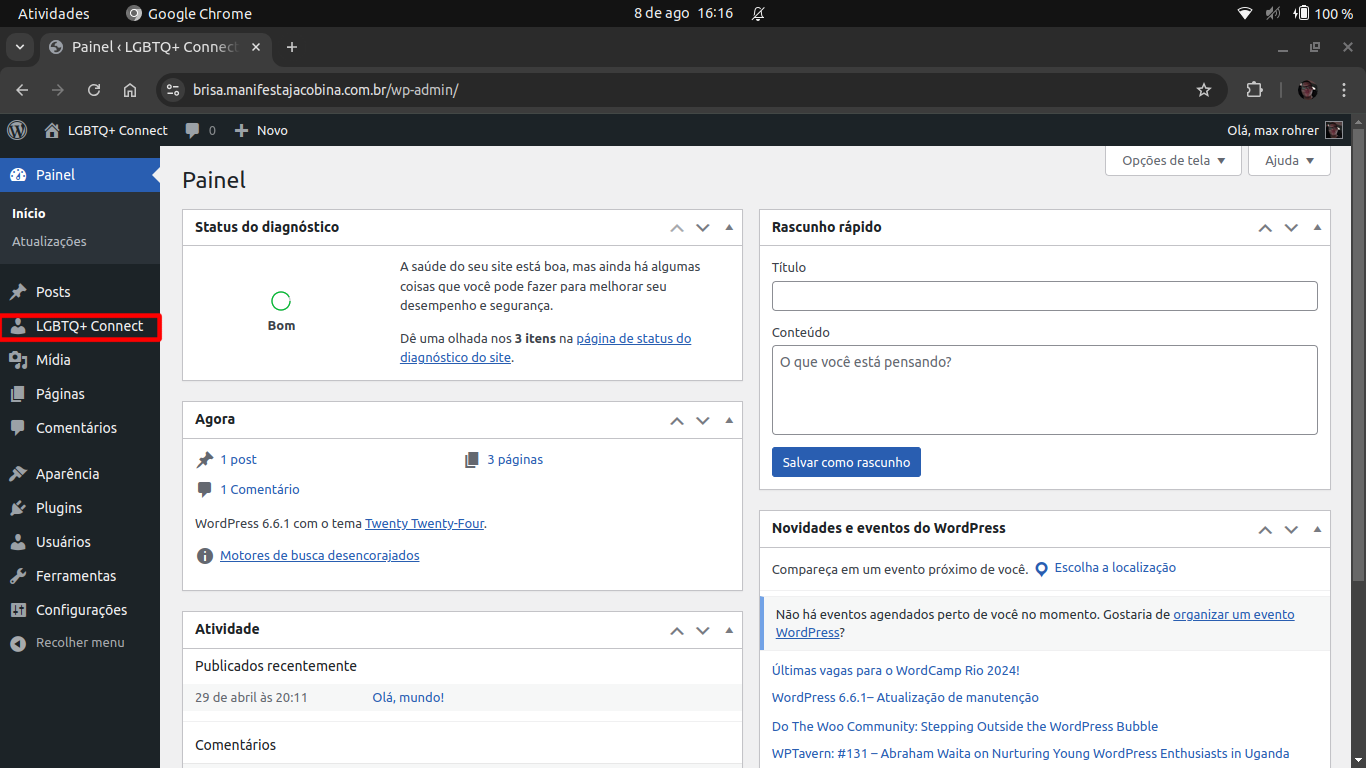 Atividades
Google Chrome
8 de ago 16:16
100 %
Painel ‹ LGBTQ+ Connect
brisa.manifestajacobina.com.br/wp-admin/
LGBTQ+ Connect
0
Novo
Olá, max rohrer
Painel
Início
Atualizações
Posts
LGBTQ+ Connect
Mídia
Páginas
Comentários
Aparência
Plugins
Usuários
Ferramentas
Configurações
Recolher menu
Opções de tela
Ajuda
Painel
Status do diagnóstico
Bom
A saúde do seu site está boa, mas ainda há algumas
coisas que você pode fazer para melhorar seu
desempenho e segurança.
Dê uma olhada nos 3 itens na página de status do
diagnóstico do site.
Agora
1 post
3 páginas
1 Comentário
WordPress 6.6.1 com o tema Twenty Twenty-Four.
Motores de busca desencorajados
Atividade
Publicados recentemente
29 de abril às 20:11
Olá, mundo!
Comentários
Rascunho rápido
Título
Conteúdo
O que você está pensando?
Salvar como rascunho
Novidades e eventos do WordPress
Compareça em um evento próximo de você.
Escolha a localização
Não há eventos agendados perto de você no momento. Gostaria de organizar um evento
WordPress?
Últimas vagas para o WordCamp Rio 2024!
WordPress 6.6.1– Atualização de manutenção
Do The Woo Community: Stepping Outside the WordPress Bubble
WPTavern: #131 – Abraham Waita on Nurturing Young WordPress Enthusiasts in Uganda